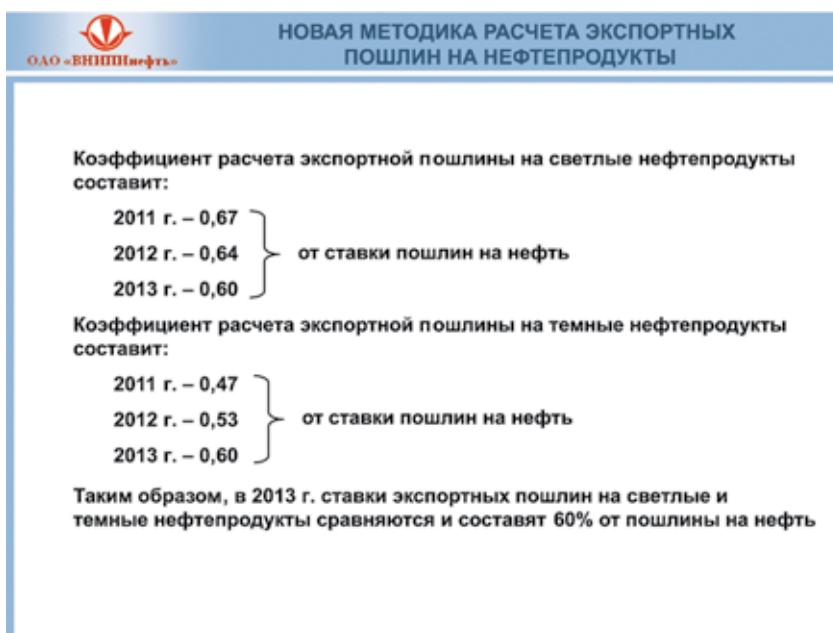 ОАО «ВНИПИнефть»
НОВАЯ МЕТОДИКА РАСЧЕТА ЭКСПОРТНЫХ
ПОШЛИН НА НЕФТЕПРОДУКТЫ
Коэффициент расчета экспортной пошлины на светлые нефтепродукты
составит:
2011 г. – 0,67
2012 г. – 0,64 от ставки пошлин на нефть
2013 г. – 0,60
Коэффициент расчета экспортной пошлины на темные нефтепродукты
составит:
2011 г. – 0,47
2012 г. – 0,53 от ставки пошлин на нефть
2013 г. – 0,60
Таким образом, в 2013 г. ставки экспортных пошлин на светлые и
темные нефтепродукты сравняются и составят 60% от пошлины на нефть